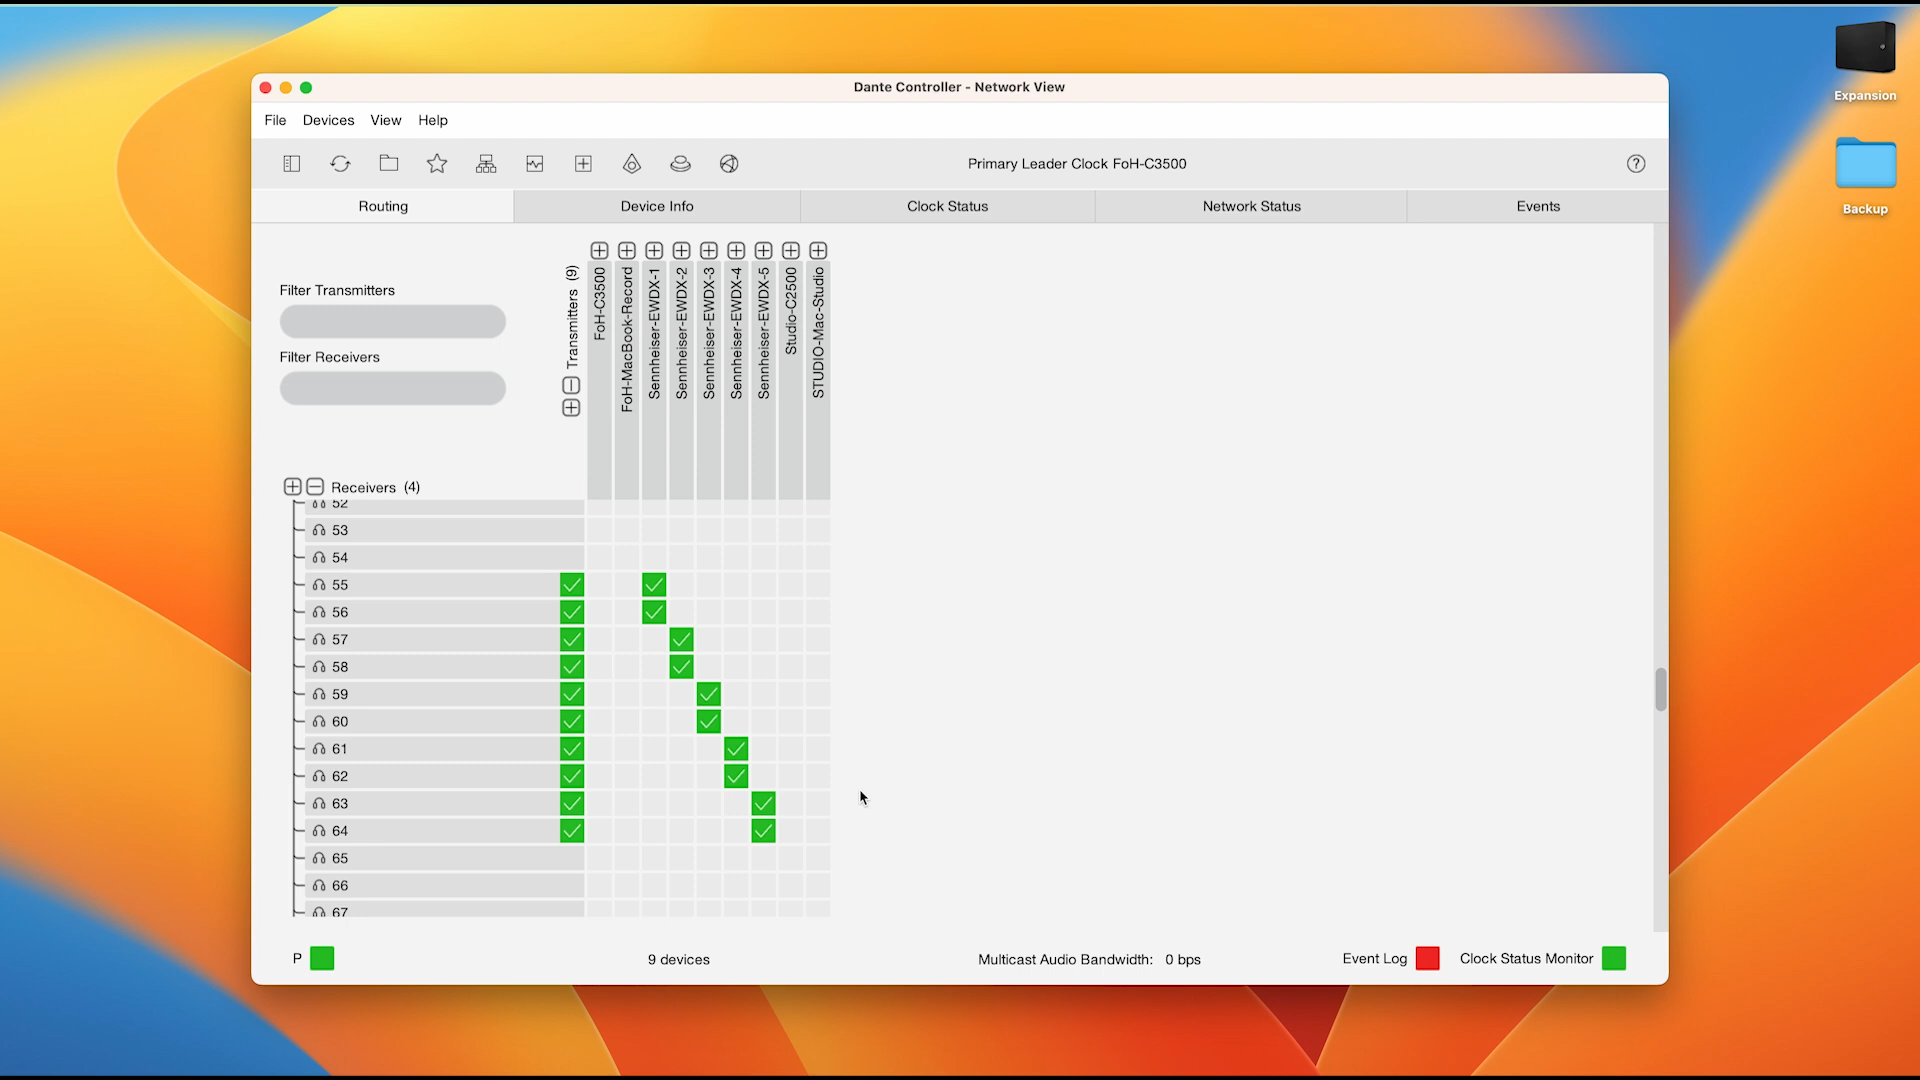 Expansion
Backup
Dante Controller - Network View
File Devices View Help
Primary Leader Clock FoH-C3500
Routing Device Info Clock Status Network Status Events
Filter Transmitters
Filter Receivers
Transmitters (9)
FoH-C3500
FoH-MacBook-Record
Sennheiser-EWDX-1
Sennheiser-EWDX-2
Sennheiser-EWDX-3
Sennheiser-EWDX-4
Sennheiser-EWDX-5
Studio-C2500
STUDIO-Mac-Studio
Receivers (4)
52
53
54
55
56
57
58
59
60
61
62
63
64
65
66
67
P 9 devices Multicast Audio Bandwidth: 0 bps Event Log Clock Status Monitor